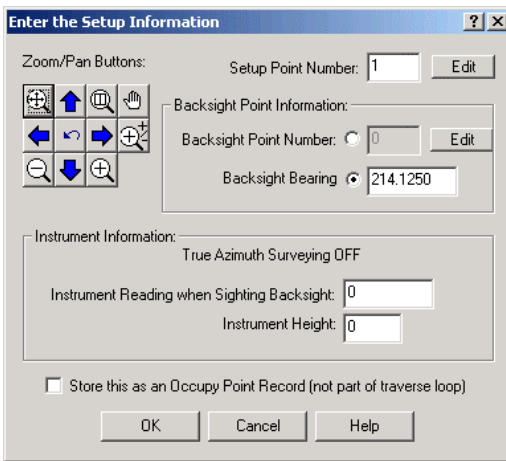 Enter the Setup Information
Zoom/Pan Buttons:
Setup Point Number: 1 Edit
Backsight Point Information:
Backsight Point Number: 0 Edit
Backsight Bearing 214.1250
Instrument Information:
True Azimuth Surveying OFF
Instrument Reading when Sighting Backsight: 0
Instrument Height: 0
Store this as an Occupy Point Record (not part of traverse loop)
OK Cancel Help